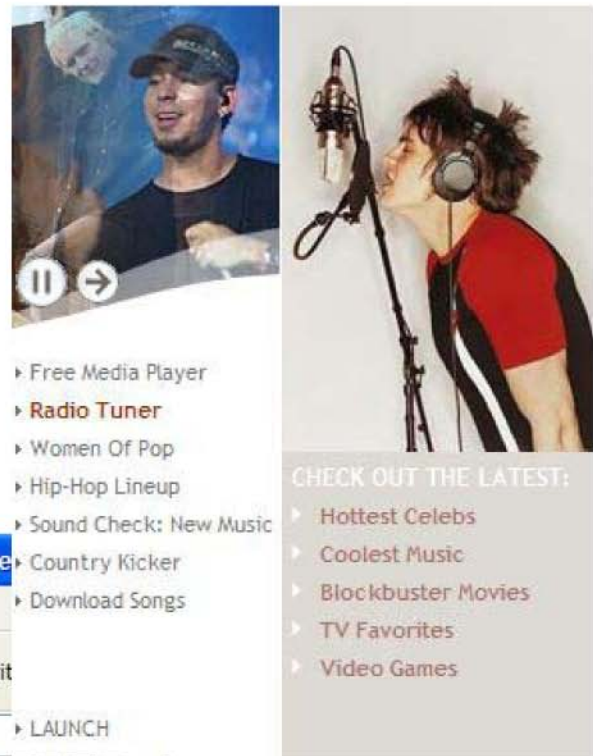 Free Media Player
Radio Tuner
Women Of Pop
Hip-Hop Lineup
Sound Check: New Music
Country Kicker
Download Songs
LAUNCH
CHECK OUT THE LATEST:
Hottest Celebs
Coolest Music
Blockbuster Movies
TV Favorites
Video Games